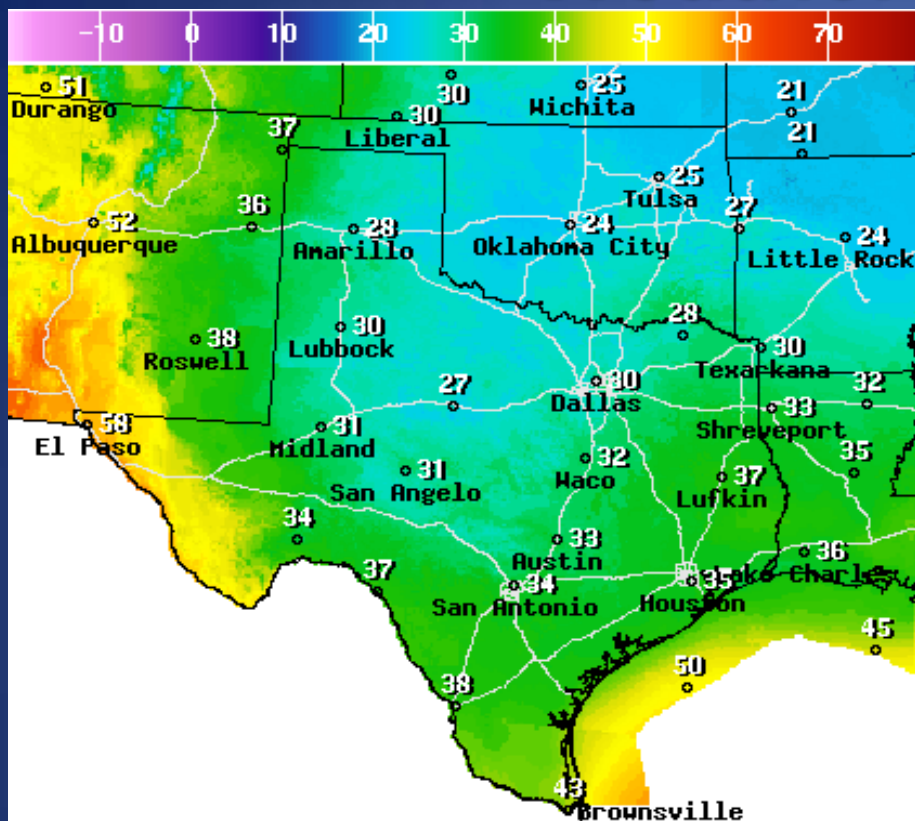 -10 0 10 20 30 40 50 60 70
51
Durango
30
25
Wichita
21
30
Liberal
37
21
25
Tulsa
52
Albuquerque
36
28
Amarillo
24
Oklahoma City
27
24
Little Rock
38
Roswell
30
Lubbock
28
30
Texarkana
27
30
Dallas
32
33
Shreveport
58
El Paso
31
Midland
31
San Angelo
32
Waco
37
Lufkin
35
34
33
Austin
36
Lake Charles
37
34
San Antonio
35
Houston
45
50
38
43
Brownsville